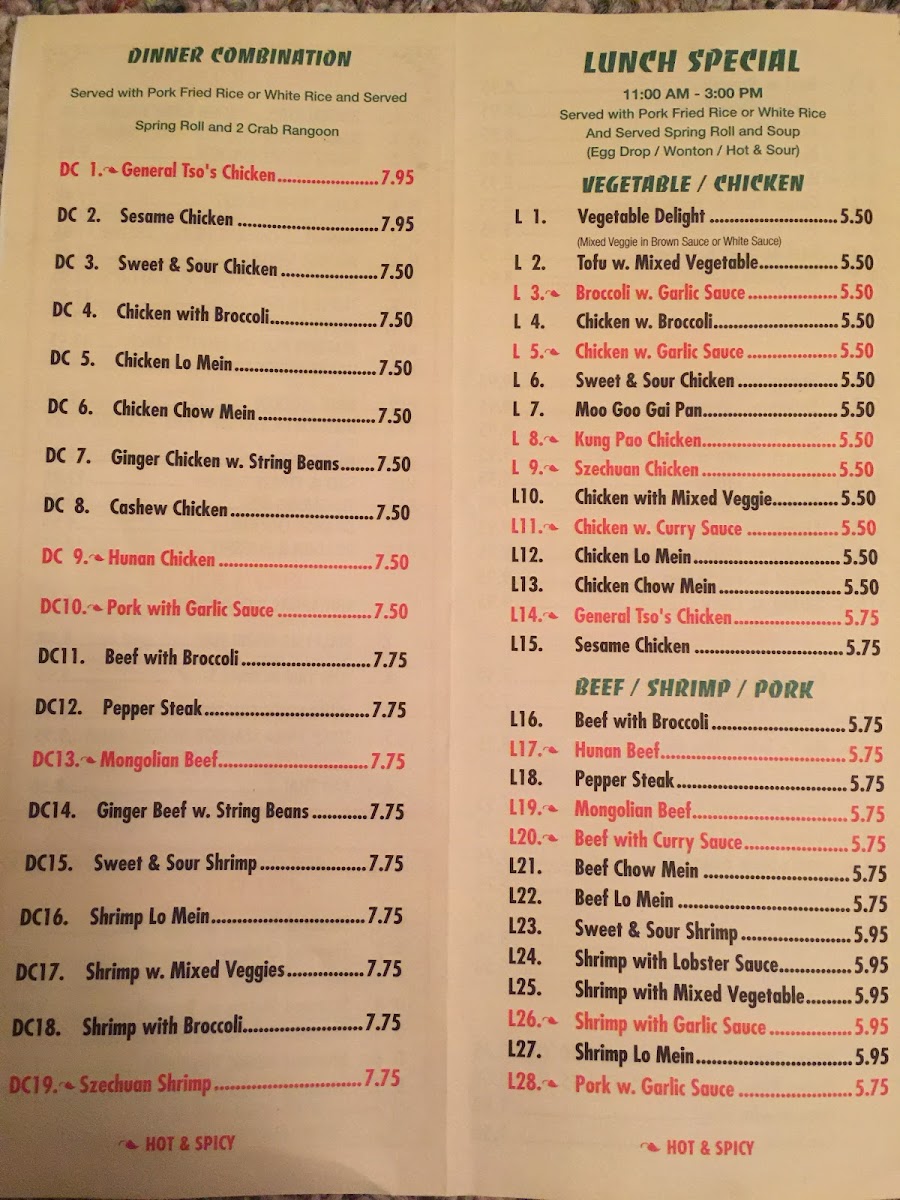 DINNER COMBINATION
Served with Pork Fried Rice or White Rice and Served
Spring Roll and 2 Crab Rangoon
DC 1. General Tso's Chicken.....................7.95
DC 2. Sesame Chicken .............................7.95
DC 3. Sweet & Sour Chicken ....................7.50
DC 4. Chicken with Broccoli......................7.50
DC 5. Chicken Lo Mein .............................7.50
DC 6. Chicken Chow Mein ........................7.50
DC 7. Ginger Chicken w. String Beans.......7.50
DC 8. Cashew Chicken .............................7.50
DC 9. Hunan Chicken ...............................7.50
DC10. Pork with Garlic Sauce ...................7.50
DC11. Beef with Broccoli ..........................7.75
DC12. Pepper Steak..................................7.75
DC13. Mongolian Beef...............................7.75
DC14. Ginger Beef w. String Beans ...........7.75
DC15. Sweet & Sour Shrimp ......................7.75
DC16. Shrimp Lo Mein................................7.75
DC17. Shrimp w. Mixed Veggies................7.75
DC18. Shrimp with Broccoli........................7.75
DC19. Szechuan Shrimp ..............................7.75
HOT & SPICY
LUNCH SPECIAL
11:00 AM - 3:00 PM
Served with Pork Fried Rice or White Rice
And Served Spring Roll and Soup
(Egg Drop / Wonton / Hot & Sour)
VEGETABLE / CHICKEN
L 1. Vegetable Delight ..........................5.50
(Mixed Veggie in Brown Sauce or White Sauce)
L 2. Tofu w. Mixed Vegetable................5.50
L 3. Broccoli w. Garlic Sauce ..................5.50
L 4. Chicken w. Broccoli.........................5.50
L 5. Chicken w. Garlic Sauce ..................5.50
L 6. Sweet & Sour Chicken .....................5.50
L 7. Moo Goo Gai Pan............................5.50
L 8. Kung Pao Chicken...........................5.50
L 9. Szechuan Chicken ...........................5.50
L10. Chicken with Mixed Veggie.............5.50
L11. Chicken w. Curry Sauce ..................5.50
L12. Chicken Lo Mein .............................5.50
L13. Chicken Chow Mein ........................5.50
L14. General Tso's Chicken......................5.75
L15. Sesame Chicken ..............................5.75
BEEF / SHRIMP / PORK
L16. Beef with Broccoli ...........................5.75
L17. Hunan Beef.....................................5.75
L18. Pepper Steak..................................5.75
L19. Mongolian Beef...............................5.75
L20. Beef with Curry Sauce.....................5.75
L21. Beef Chow Mein .............................5.75
L22. Beef Lo Mein ..................................5.75
L23. Sweet & Sour Shrimp ......................5.95
L24. Shrimp with Lobster Sauce..............5.95
L25. Shrimp with Mixed Vegetable.........5.95
L26. Shrimp with Garlic Sauce ................5.95
L27. Shrimp Lo Mein...............................5.95
L28. Pork w. Garlic Sauce .......................5.75
HOT & SPICY